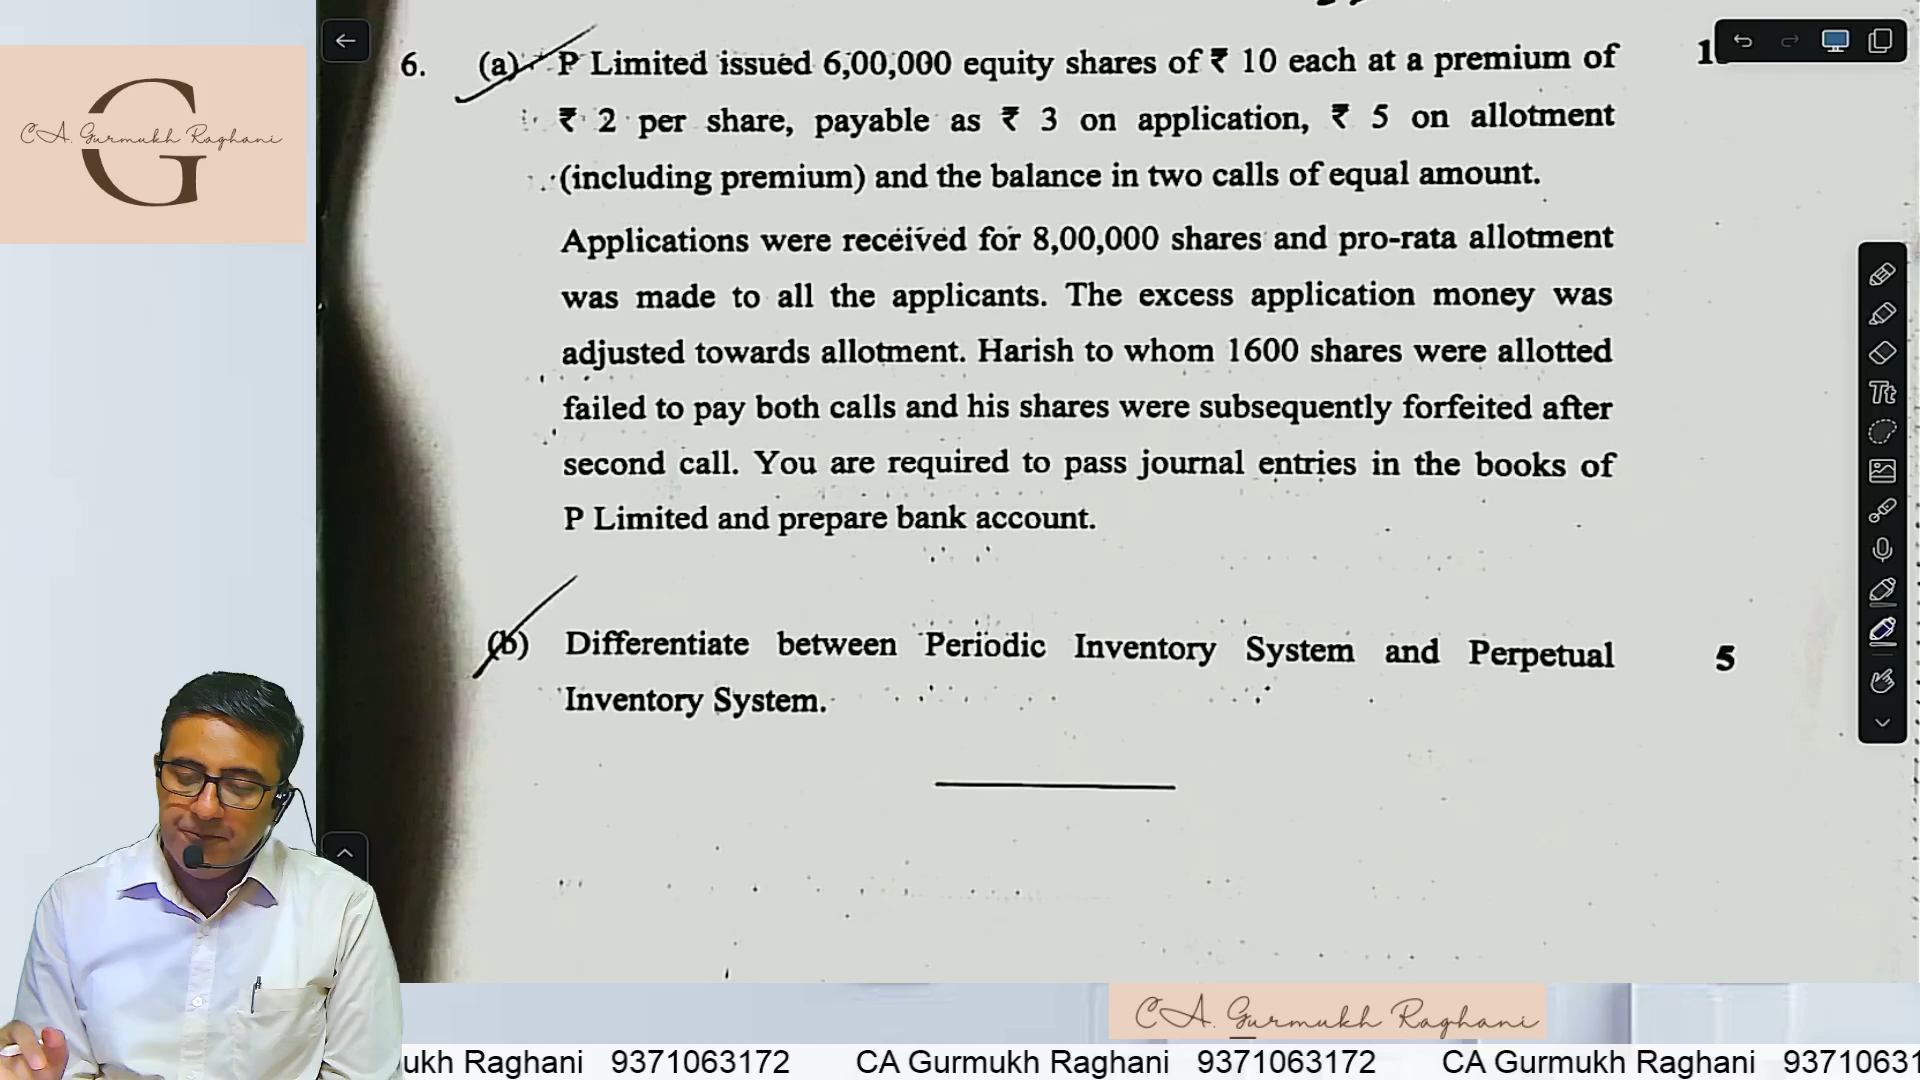 CA. Gurmukh Raghani
6. (a) P Limited issued 6,00,000 equity shares of ₹ 10 each at a premium of
₹ 2 per share, payable as ₹ 3 on application, ₹ 5 on allotment
(including premium) and the balance in two calls of equal amount.
Applications were received for 8,00,000 shares and pro-rata allotment
was made to all the applicants. The excess application money was
adjusted towards allotment. Harish to whom 1600 shares were allotted
failed to pay both calls and his shares were subsequently forfeited after
second call. You are required to pass journal entries in the books of
P Limited and prepare bank account.
(b) Differentiate between Periodic Inventory System and Perpetual 5
Inventory System.
Tt
CA. Gurmukh Raghani
ukh Raghani 9371063172 CA Gurmukh Raghani 9371063172 CA Gurmukh Raghani 93710631